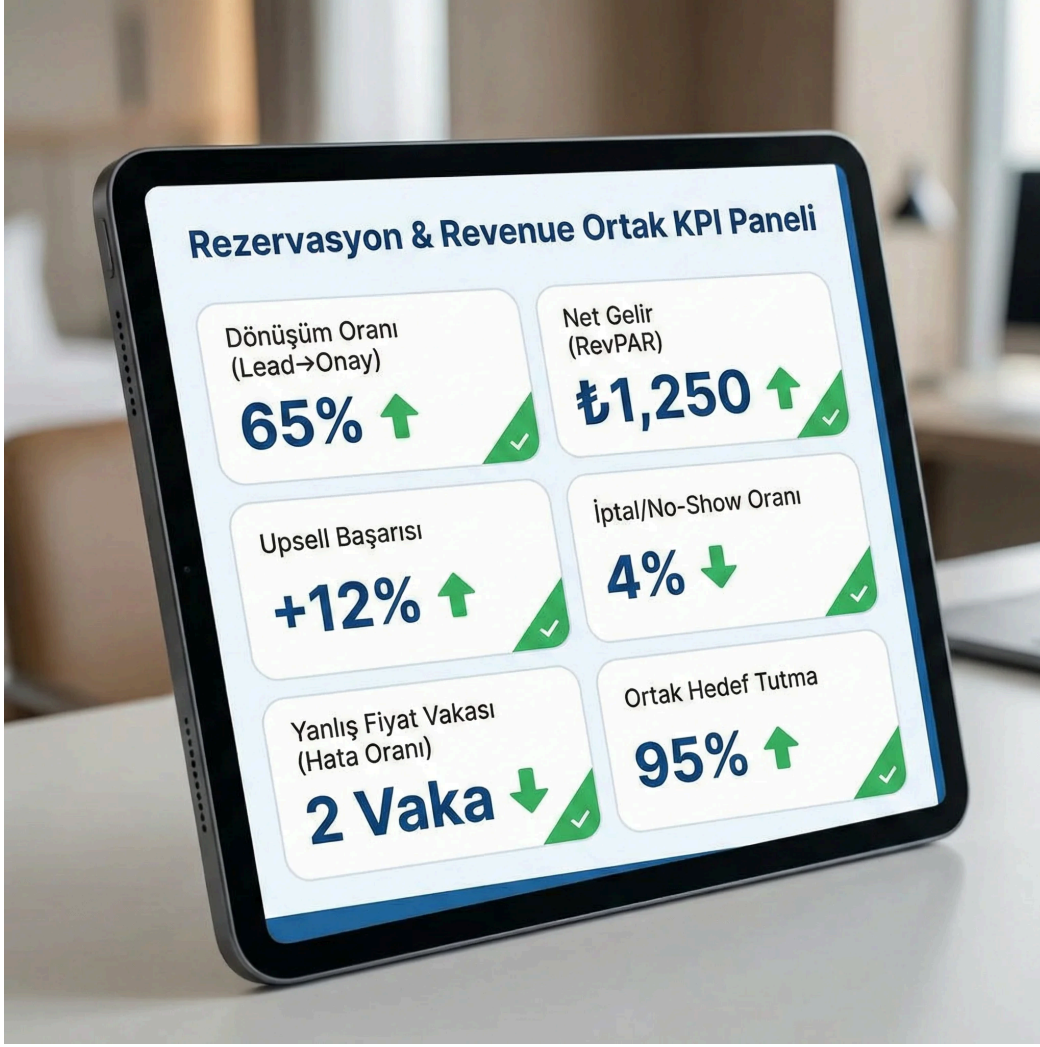 Rezervasyon & Revenue Ortak KPI Paneli
Dönüşüm Oranı
(Lead→Onay)
65% ↑
Net Gelir
(RevPAR)
₺1,250 ↑
Upsell Başarısı
+12% ↑
İptal/No-Show Oranı
4% ↓
Yanlış Fiyat Vakası
(Hata Oranı)
2 Vaka ↓
Ortak Hedef Tutma
95% ↑